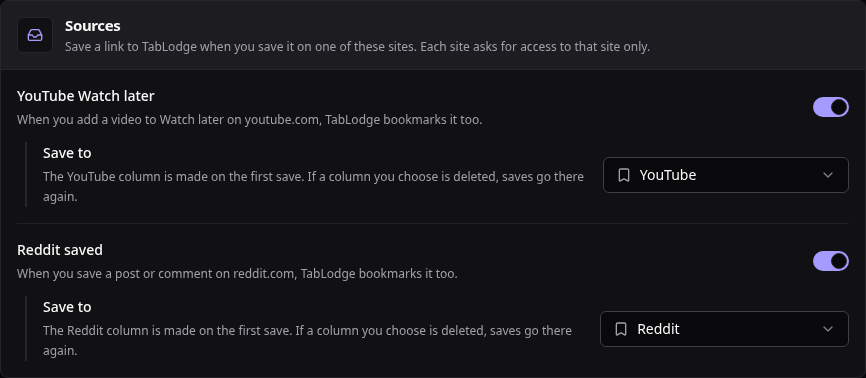 Sources
Save a link to TabLodge when you save it on one of these sites. Each site asks for access to that site only.
YouTube Watch later
When you add a video to Watch later on youtube.com, TabLodge bookmarks it too.
Save to
The YouTube column is made on the first save. If a column you choose is deleted, saves go there
again.
YouTube
Reddit saved
When you save a post or comment on reddit.com, TabLodge bookmarks it too.
Save to
The Reddit column is made on the first save. If a column you choose is deleted, saves go there
again.
Reddit